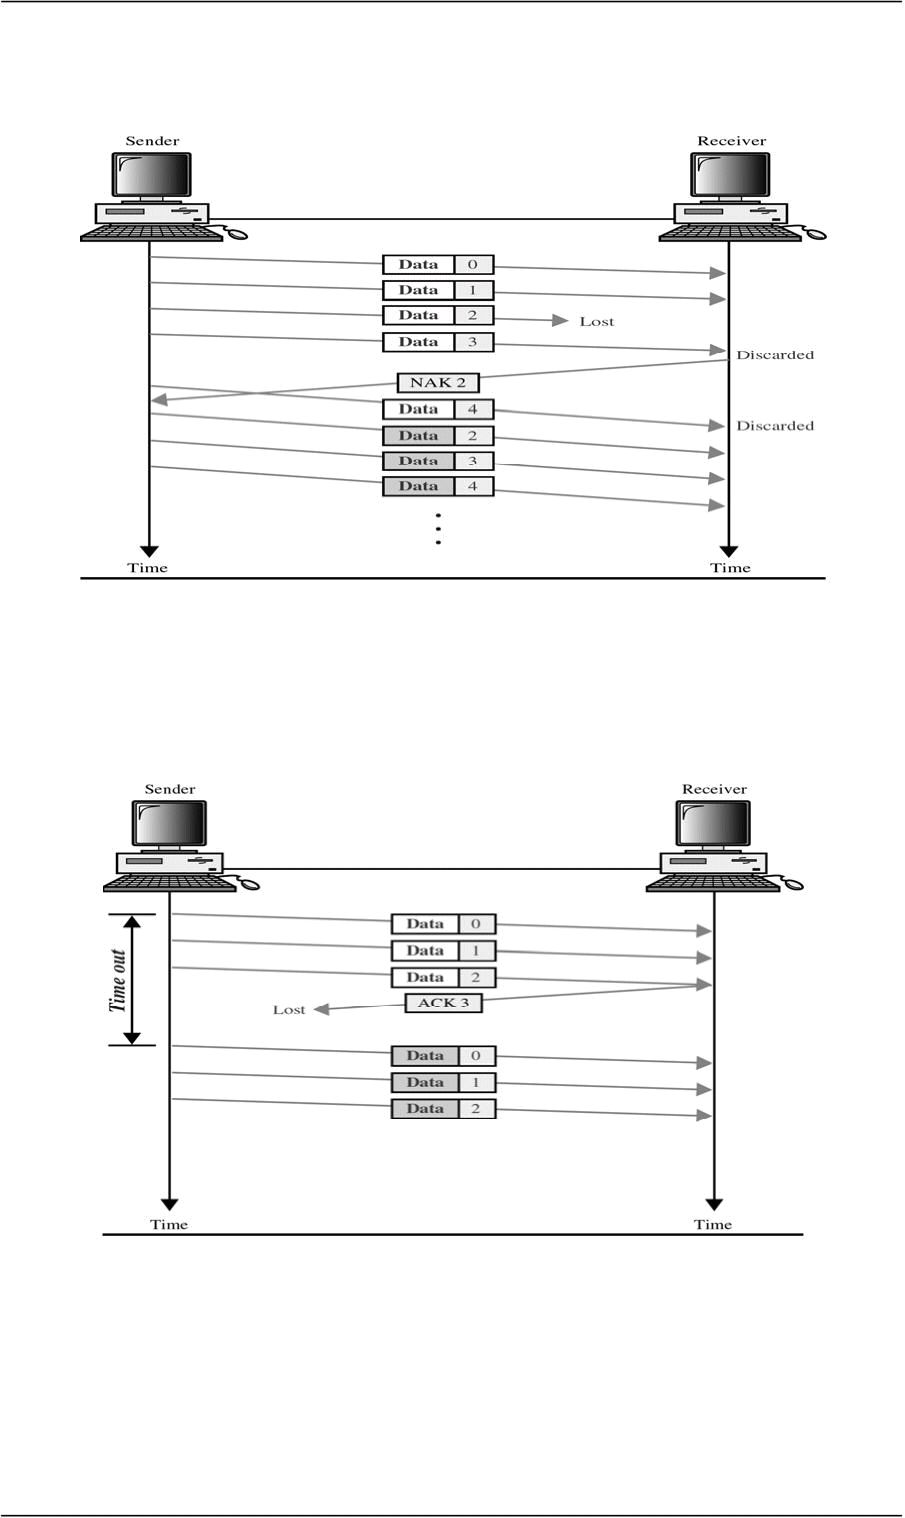 Sender Receiver
Data 0
Data 1
Data 2 Lost
Data 3
Discarded
NAK 2
Data 4
Discarded
Data 2
Data 3
Data 4
Time Time
Sender Receiver
Data 0
Data 1
Time out
Data 2
ACK 3
Lost
Data 0
Data 1
Data 2
Time Time